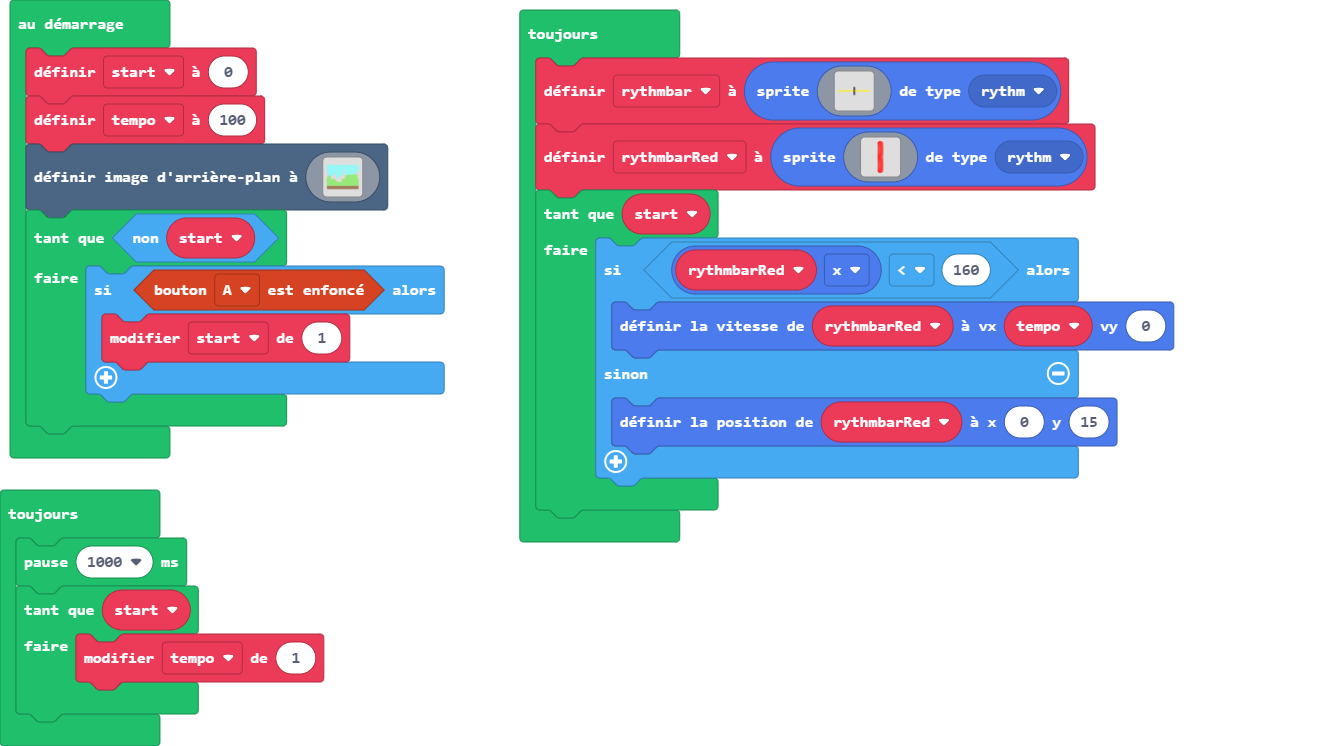 au démarrage
définir start à 0
définir tempo à 100
définir image d'arrière-plan à
tant que non start
faire
si bouton A est enfoncé alors
modifier start de 1
toujours
pause 1000 ms
tant que start
faire
modifier tempo de 1
toujours
définir rythmbar à sprite de type rythm
définir rythmbarRed à sprite de type rythm
tant que start
faire
si rythmbarRed x < 160 alors
définir la vitesse de rythmbarRed à vx tempo vy 0
sinon
définir la position de rythmbarRed à x 0 y 15